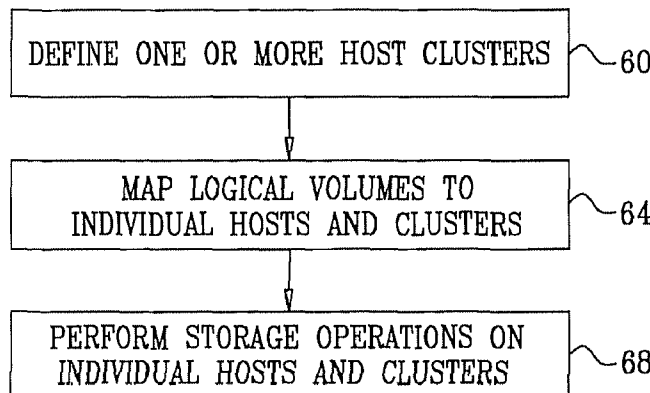 DEFINE ONE OR MORE HOST CLUSTERS
60
MAP LOGICAL VOLUMES TO
INDIVIDUAL HOSTS AND CLUSTERS
64
PERFORM STORAGE OPERATIONS ON
INDIVIDUAL HOSTS AND CLUSTERS
68